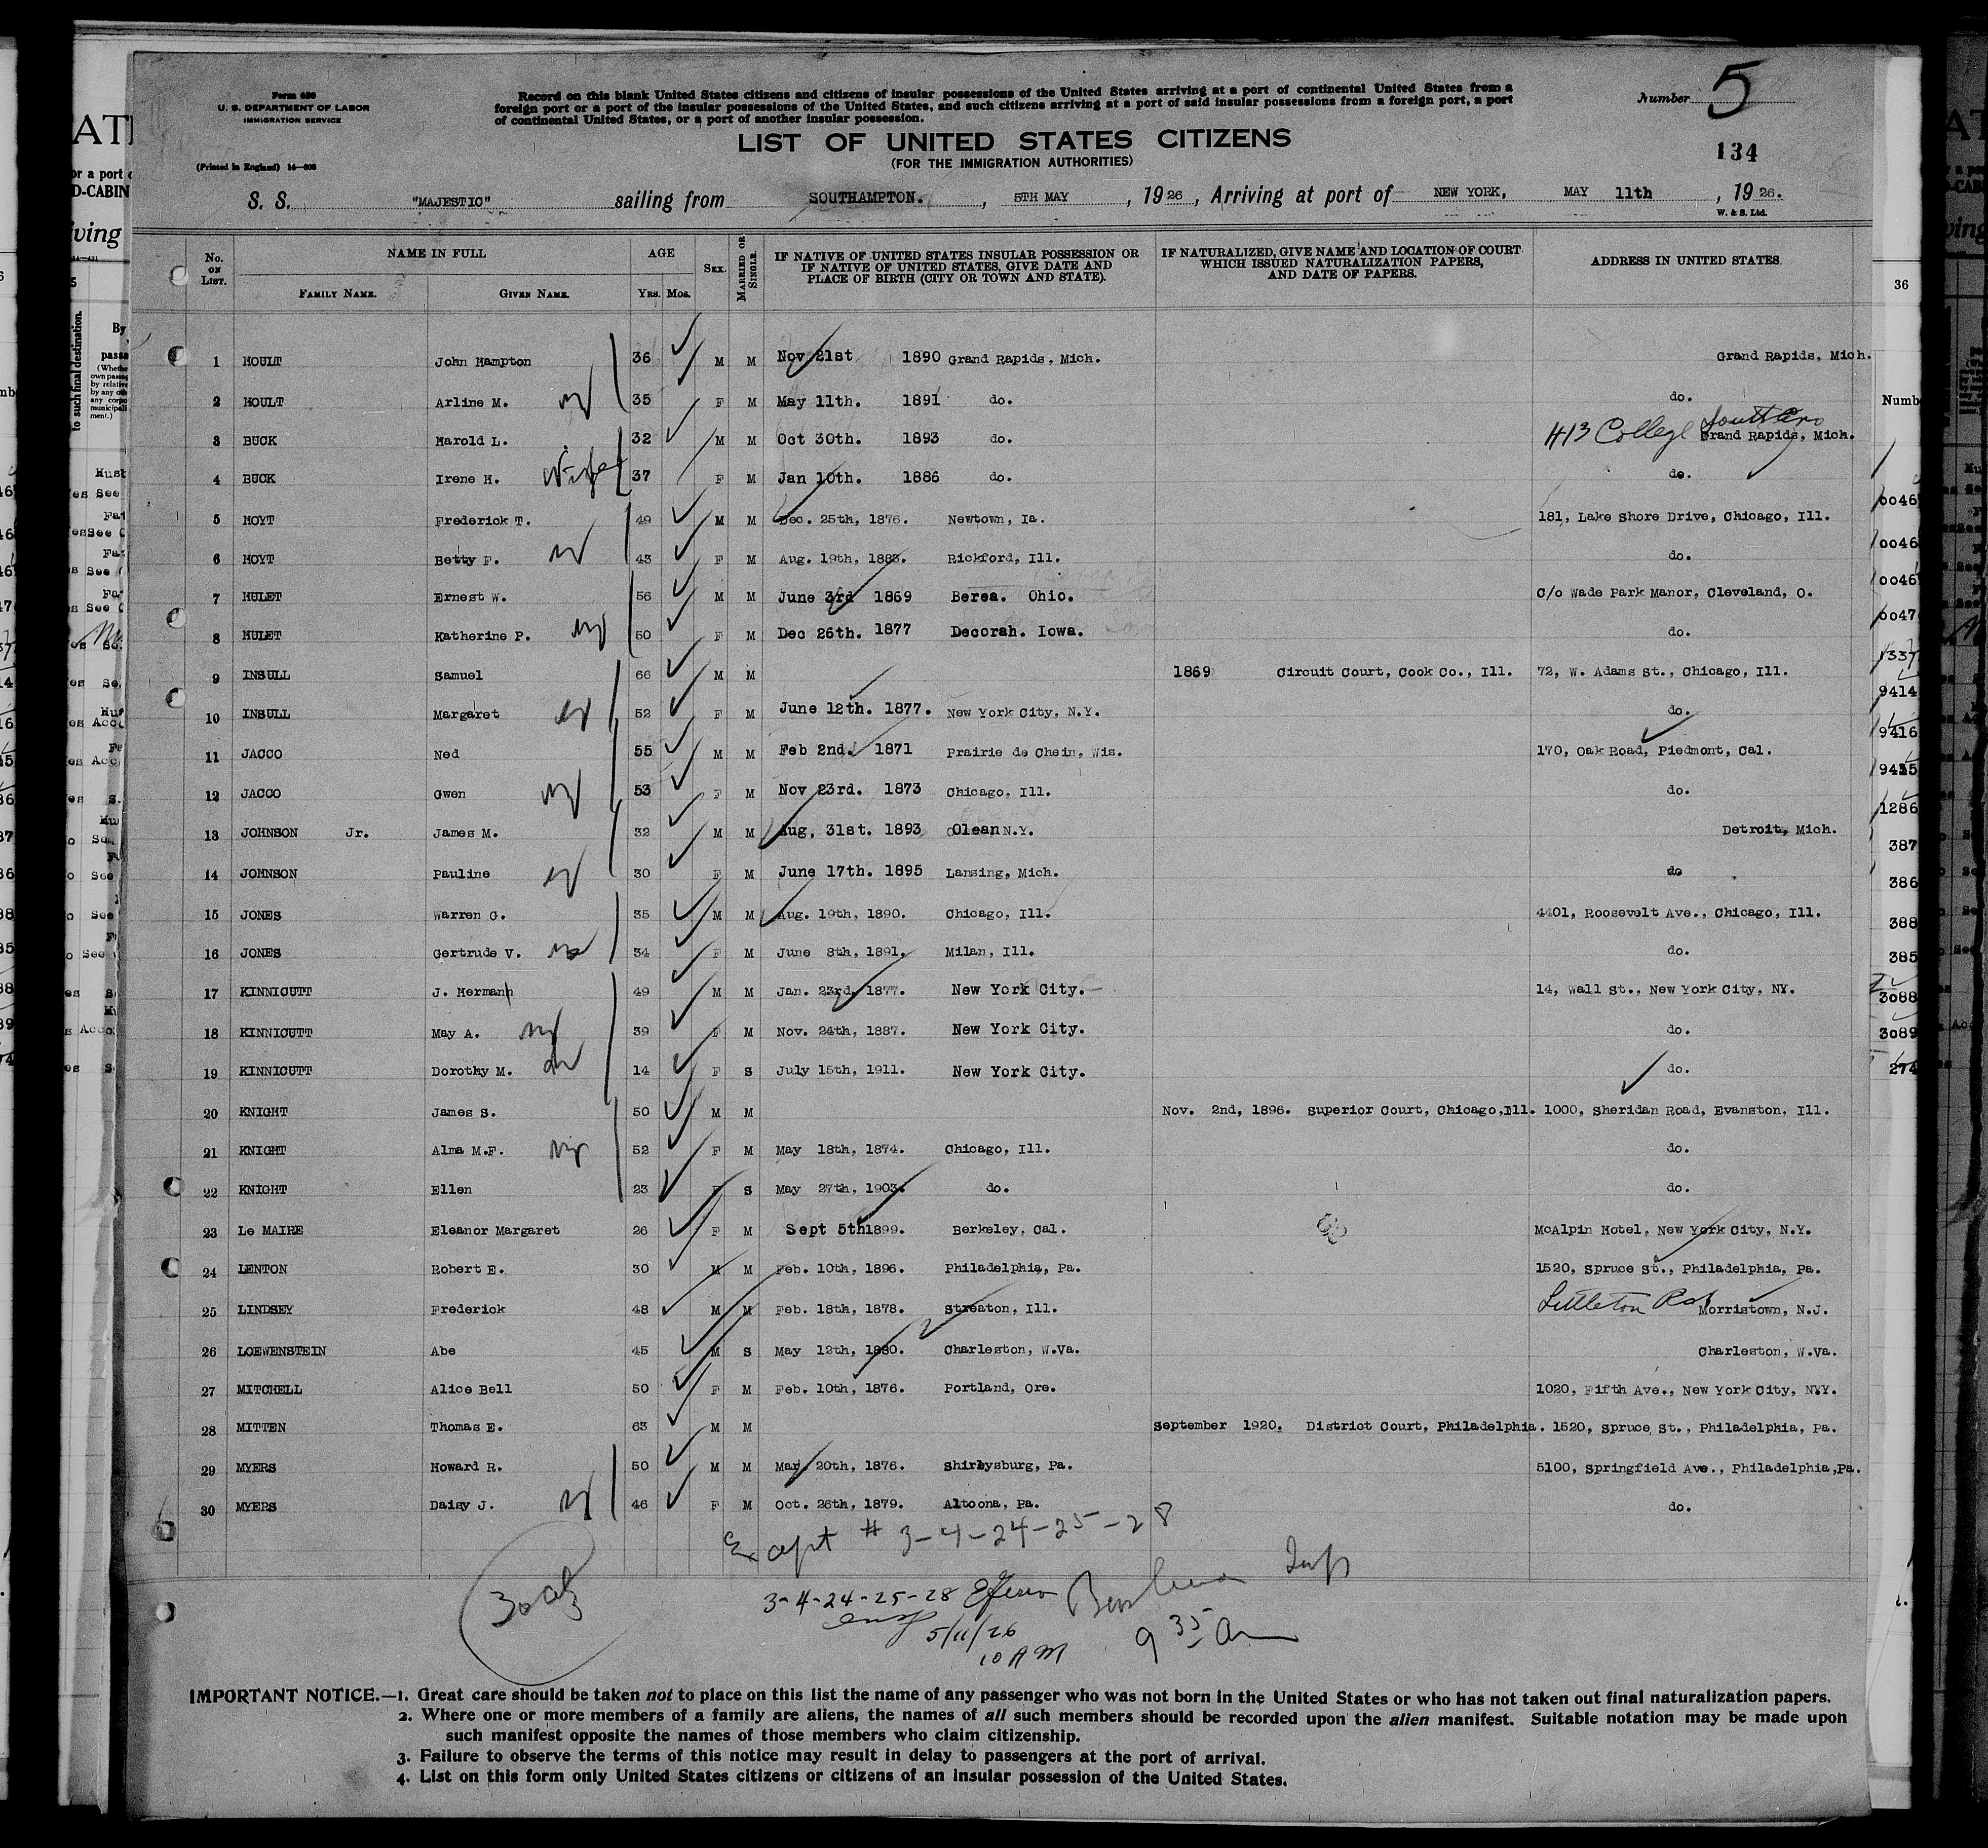 Form 630
U. S. DEPARTMENT OF LABOR
IMMIGRATION SERVICE
(Printed in England) 14—608
Record on this blank United States citizens and citizens of insular possessions of the United States arriving at a port of continental United States from a
foreign port or a port of the insular possessions of the United States, and such citizens arriving at a port of said insular possessions from a foreign port, a port
of continental United States, or a port of another insular possession.
Number 5
LIST OF UNITED STATES CITIZENS
(FOR THE IMMIGRATION AUTHORITIES)
134
S. S. "MAJESTIC" sailing from SOUTHAMPTON. , 5TH MAY , 1926 , Arriving at port of NEW YORK, MAY 11th , 1926.
W. & S. Ltd.
No. ON LIST. NAME IN FULL AGE SEX. MARRIED OR SINGLE. IF NATIVE OF UNITED STATES INSULAR POSSESSION OR IF NATIVE OF UNITED STATES, GIVE DATE AND PLACE OF BIRTH (CITY OR TOWN AND STATE). IF NATURALIZED, GIVE NAME AND LOCATION OF COURT WHICH ISSUED NATURALIZATION PAPERS, AND DATE OF PAPERS. ADDRESS IN UNITED STATES.
FAMILY NAME. GIVEN NAME. YRS. MOS.
1 HOULT John Hampton 36 M M Nov 21st 1890 Grand Rapids, Mich. Grand Rapids, Mich.
2 HOULT Arline M. 35 F M May 11th. 1891 do. do.
3 BUCK Harold L. 32 M M Oct 30th. 1893 do. 413 College Grand Rapids, Mich.
4 BUCK Irene H. Wife 37 F M Jan 10th. 1886 do. do.
5 HOYT Frederick T. 49 M M Dec. 25th, 1876. Newtown, Ia. 181, Lake Shore Drive, Chicago, Ill.
6 HOYT Betty F. 43 F M Aug. 19th, 1883. Rickford, Ill. do.
7 HULET Ernest W. 56 M M June 3rd 1869 Berea. Ohio. C/o Wade Park Manor, Cleveland, O.
8 HULET Katherine P. 50 F M Dec 26th. 1877 Decorah. Iowa. do.
9 INSULL Samuel 66 M M 1869 Circuit Court, Cook Co., Ill. 72, W. Adams St., Chicago, Ill.
10 INSULL Margaret 52 F M June 12th. 1877. New York City, N.Y. do.
11 JACCO Ned 55 M M Feb 2nd. 1871 Prairie de Chein, Wis. 170, Oak Road, Piedmont, Cal.
12 JACCO Gwen 53 F M Nov 23rd. 1873 Chicago, Ill. do.
13 JOHNSON Jr. James M. 32 M M Aug, 31st. 1893 Olean N.Y. Detroit, Mich.
14 JOHNSON Pauline 30 F M June 17th. 1895 Lansing, Mich. do
15 JONES Warren G. 35 M M Aug. 19th, 1890. Chicago, Ill. 4401, Roosevelt Ave., Chicago, Ill.
16 JONES Gertrude V. 34 F M June 8th, 1891. Milan, Ill. do.
17 KINNICUTT J. Hermann 49 M M Jan. 23rd, 1877. New York City. 14, Wall St., New York City, NY.
18 KINNICUTT May A. 39 F M Nov. 24th, 1887. New York City. do.
19 KINNICUTT Dorothy M. 14 F S July 15th, 1911. New York City. do.
20 KNIGHT James S. 50 M M Nov. 2nd, 1896. Superior Court, Chicago,Ill. 1000, Sheridan Road, Evanston, Ill.
21 KNIGHT Alma M.F. 52 F M May 18th, 1874. Chicago, Ill. do.
22 KNIGHT Ellen 23 F S May 27th, 1903. do. do.
23 Le MAIRE Eleanor Margaret 26 F M Sept 5th1899. Berkeley, Cal. McAlpin Hotel, New York City, N.Y.
24 LENTON Robert E. 30 M M Feb. 10th, 1896. Philadelphia, Pa. 1520, Spruce St., Philadelphia, Pa.
25 LINDSEY Frederick 48 M M Feb. 18th, 1878. Streaton, Ill. Littleton Rd Morristown, N.J.
26 LOEWENSTEIN Abe 45 M S May 12th, 1880. Charleston, W.Va. Charleston, W.Va.
27 MITCHELL Alice Bell 50 F M Feb. 10th, 1876. Portland, Ore. 1020, Fifth Ave., New York City, N.Y.
28 MITTEN Thomas E. 63 M M September 1920. District Court, Philadelphia. 1520, Spruce St., Philadelphia, Pa.
29 MYERS Howard R. 50 M M Mar. 20th, 1876. Shirlysburg, Pa. 5100, Springfield Ave., Philadelphia,Pa.
30 MYERS Daisy J. 46 F M Oct. 26th, 1879. Altoona, Pa. do.
Except # 3-4-24-25-28
3-4-24-25-28 Insp
5/11/26
10 AM
9 35 Am
IMPORTANT NOTICE.—1. Great care should be taken not to place on this list the name of any passenger who was not born in the United States or who has not taken out final naturalization papers.
2. Where one or more members of a family are aliens, the names of all such members should be recorded upon the alien manifest. Suitable notation may be made upon
such manifest opposite the names of those members who claim citizenship.
3. Failure to observe the terms of this notice may result in delay to passengers at the port of arrival.
4. List on this form only United States citizens or citizens of an insular possession of the United States.